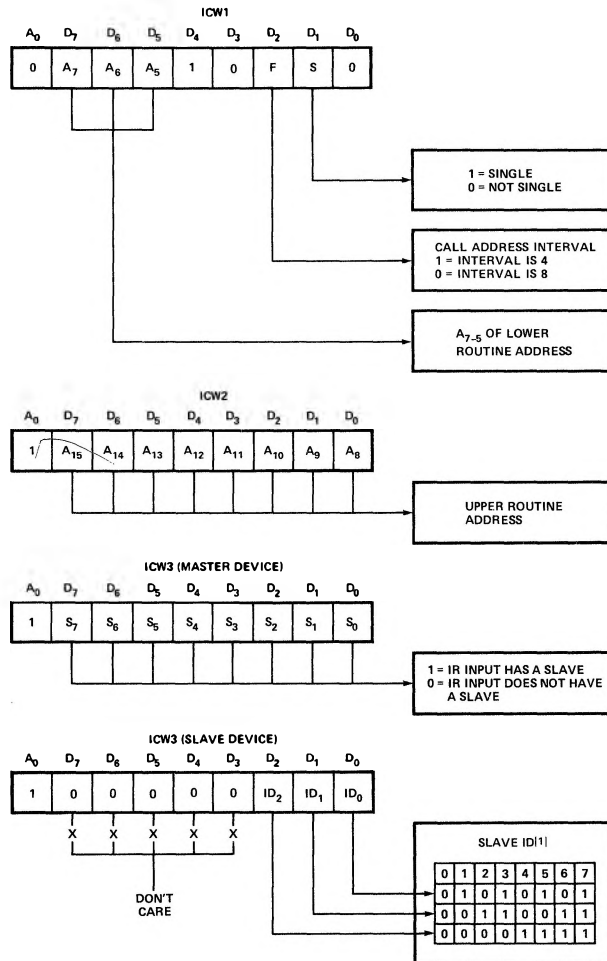 ICW1
A0 D7 D6 D5 D4 D3 D2 D1 D0
0 A7 A6 A5 1 0 F S 0
1 = SINGLE
0 = NOT SINGLE
CALL ADDRESS INTERVAL
1 = INTERVAL IS 4
0 = INTERVAL IS 8
A7-5 OF LOWER
ROUTINE ADDRESS
ICW2
A0 D7 D6 D5 D4 D3 D2 D1 D0
1 A15 A14 A13 A12 A11 A10 A9 A8
UPPER ROUTINE
ADDRESS
ICW3 (MASTER DEVICE)
A0 D7 D6 D5 D4 D3 D2 D1 D0
1 S7 S6 S5 S4 S3 S2 S1 S0
1 = IR INPUT HAS A SLAVE
0 = IR INPUT DOES NOT HAVE
A SLAVE
ICW3 (SLAVE DEVICE)
A0 D7 D6 D5 D4 D3 D2 D1 D0
1 0 0 0 0 0 ID2 ID1 ID0
X X X X X
DON'T
CARE
SLAVE ID[1]
0 1 2 3 4 5 6 7
0 1 0 1 0 1 0 1
0 0 1 1 0 0 1 1
0 0 0 0 1 1 1 1